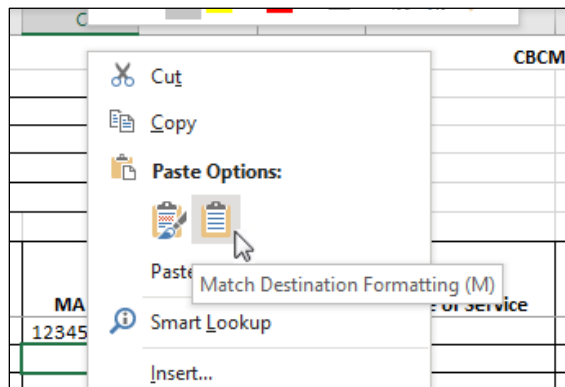 C
CBCM
Cut
Copy
Paste Options:
Paste
Match Destination Formatting (M)
MA
of Service
12345
Smart Lookup
Insert...